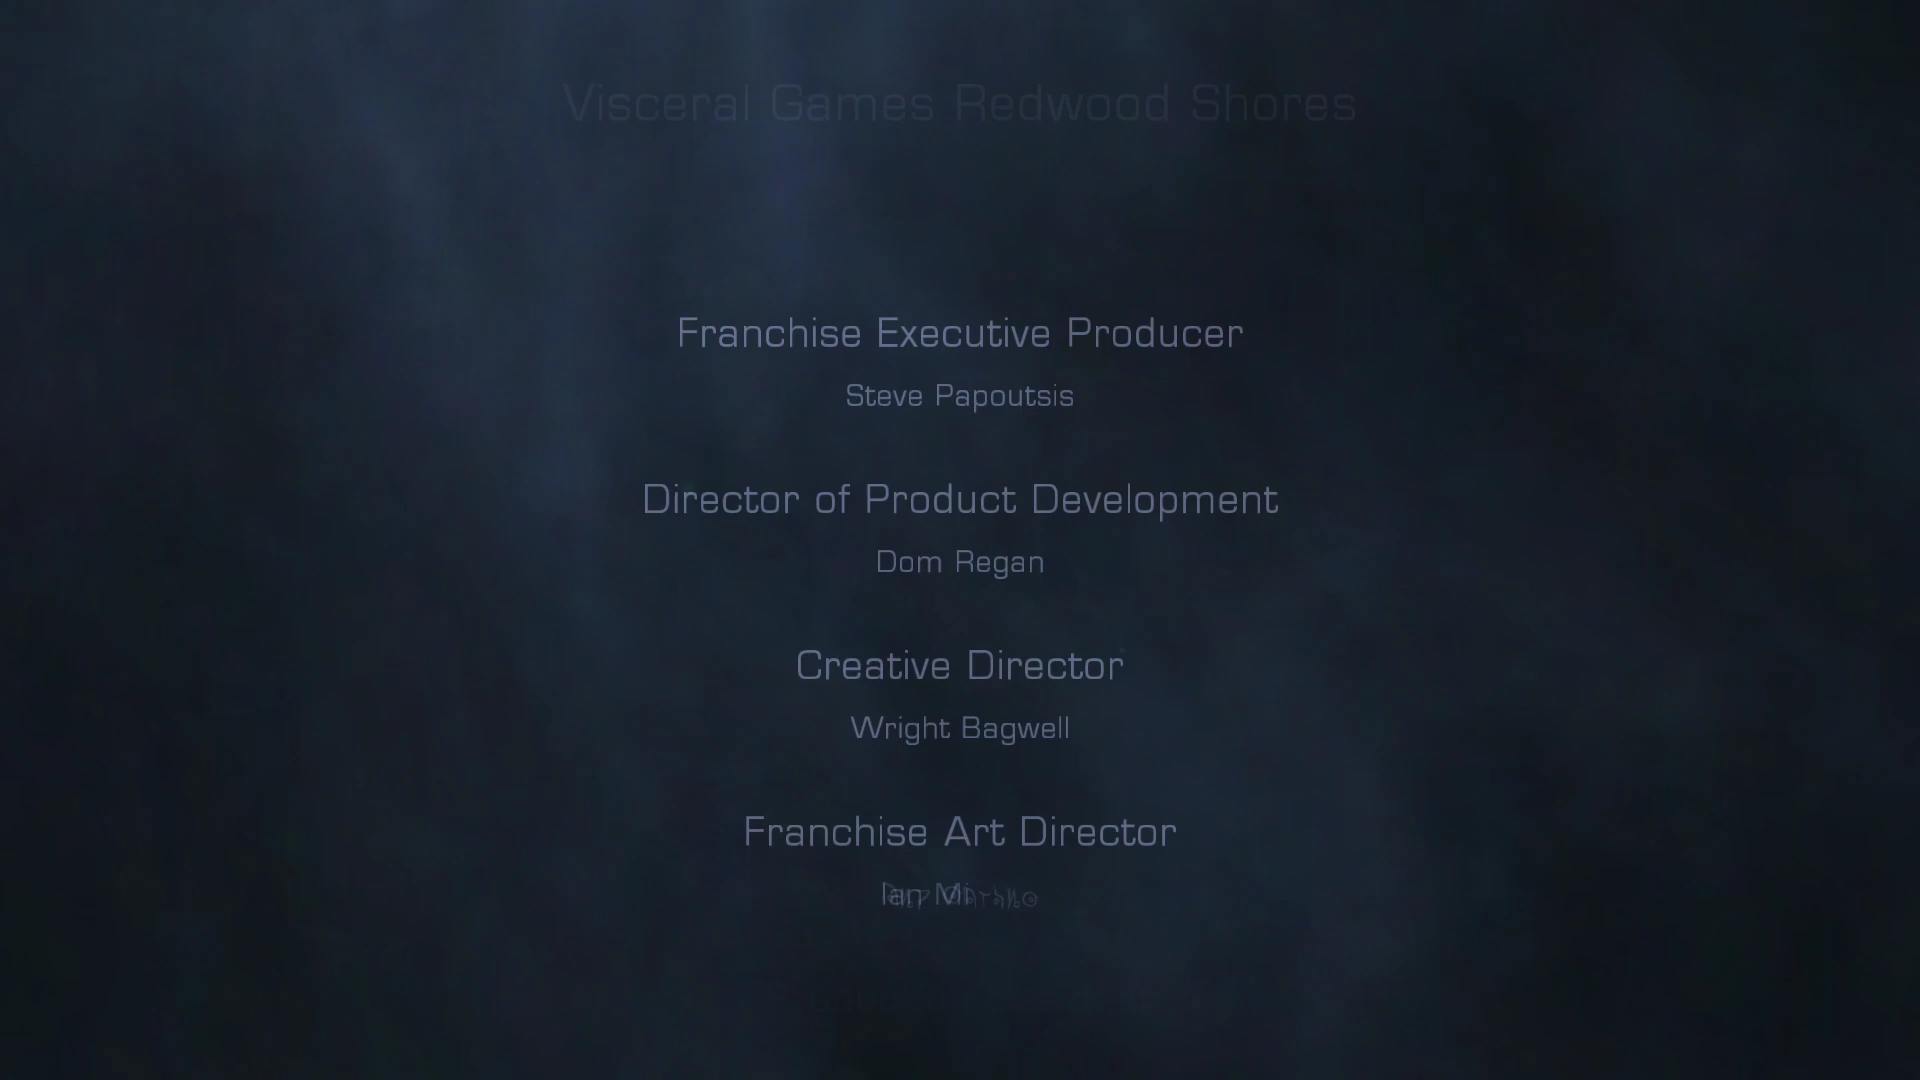 Visceral Games Redwood Shores
Franchise Executive Producer
Steve Papoutsis
Director of Product Development
Dom Regan
Creative Director
Wright Bagwell
Franchise Art Director
Ian